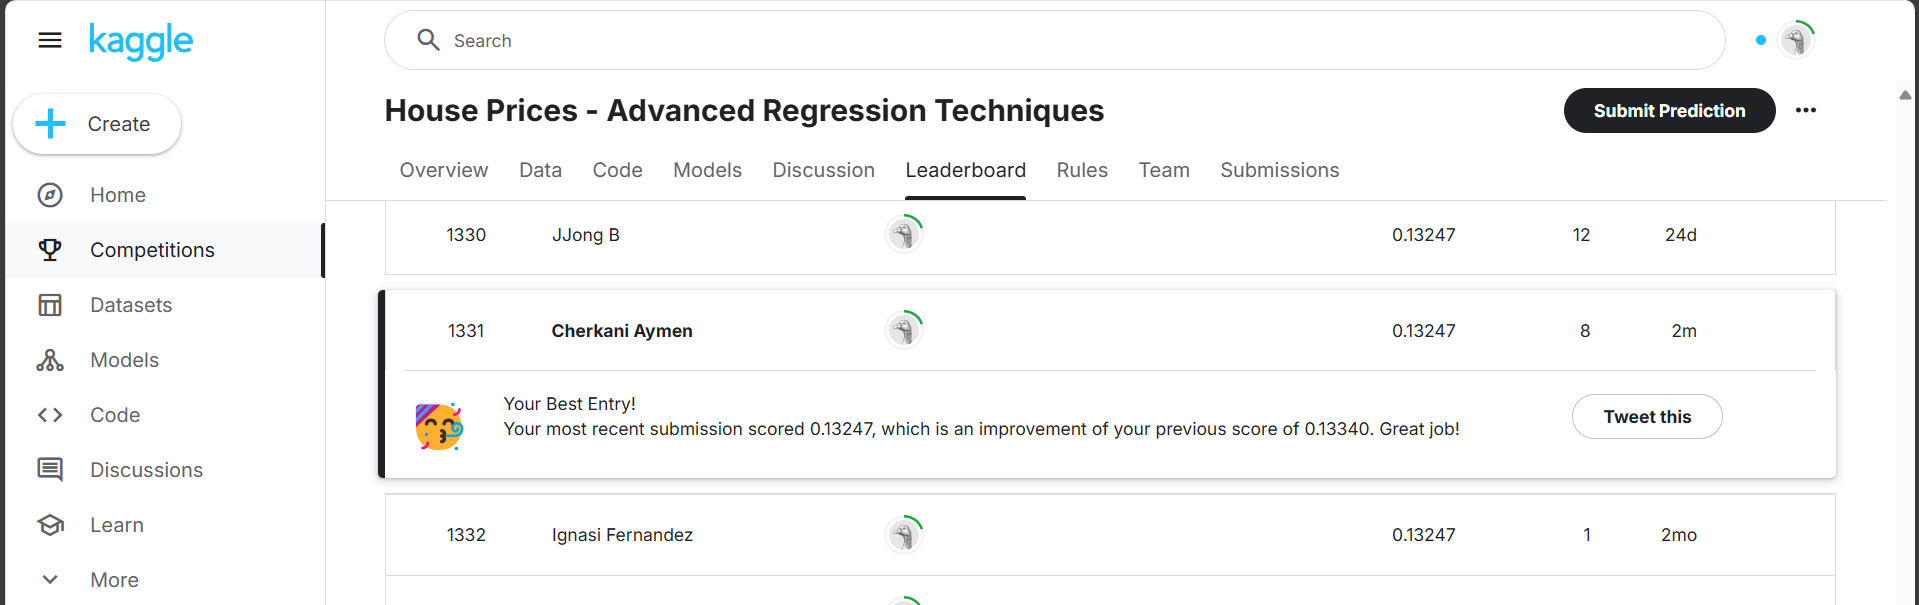 kaggle
Search
Create
Home
Competitions
Datasets
Models
Code
Discussions
Learn
More
House Prices - Advanced Regression Techniques
Submit Prediction
Overview Data Code Models Discussion Leaderboard Rules Team Submissions
1330 JJong B 0.13247 12 24d
1331 Cherkani Aymen 0.13247 8 2m
Your Best Entry!
Your most recent submission scored 0.13247, which is an improvement of your previous score of 0.13340. Great job!
Tweet this
1332 Ignasi Fernandez 0.13247 1 2mo